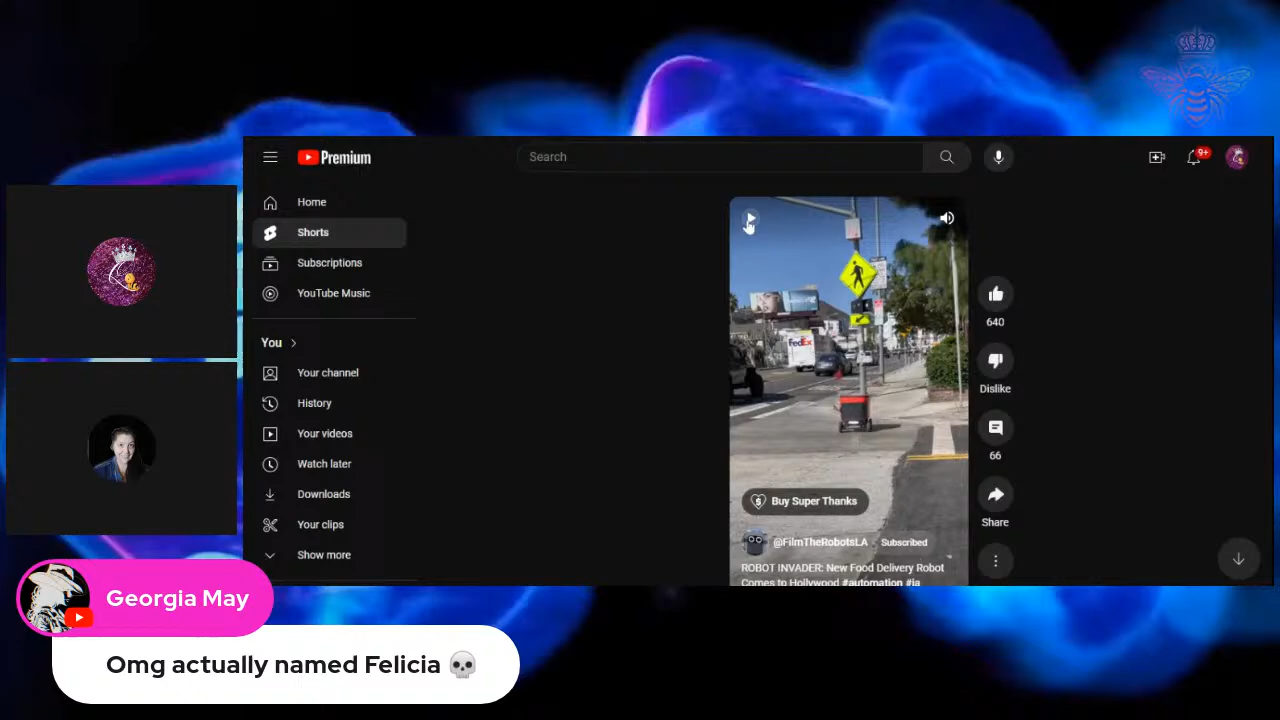 Premium
Search
9+
Home
Shorts
Subscriptions
YouTube Music
You
Your channel
History
Your videos
Watch later
Downloads
Your clips
Show more
FedEx
640
Dislike
66
Share
Buy Super Thanks
@FilmTheRobotsLA Subscribed
ROBOT INVADER: New Food Delivery Robot
Comes to Hollywood #automation #ia
Georgia May
Omg actually named Felicia 💀